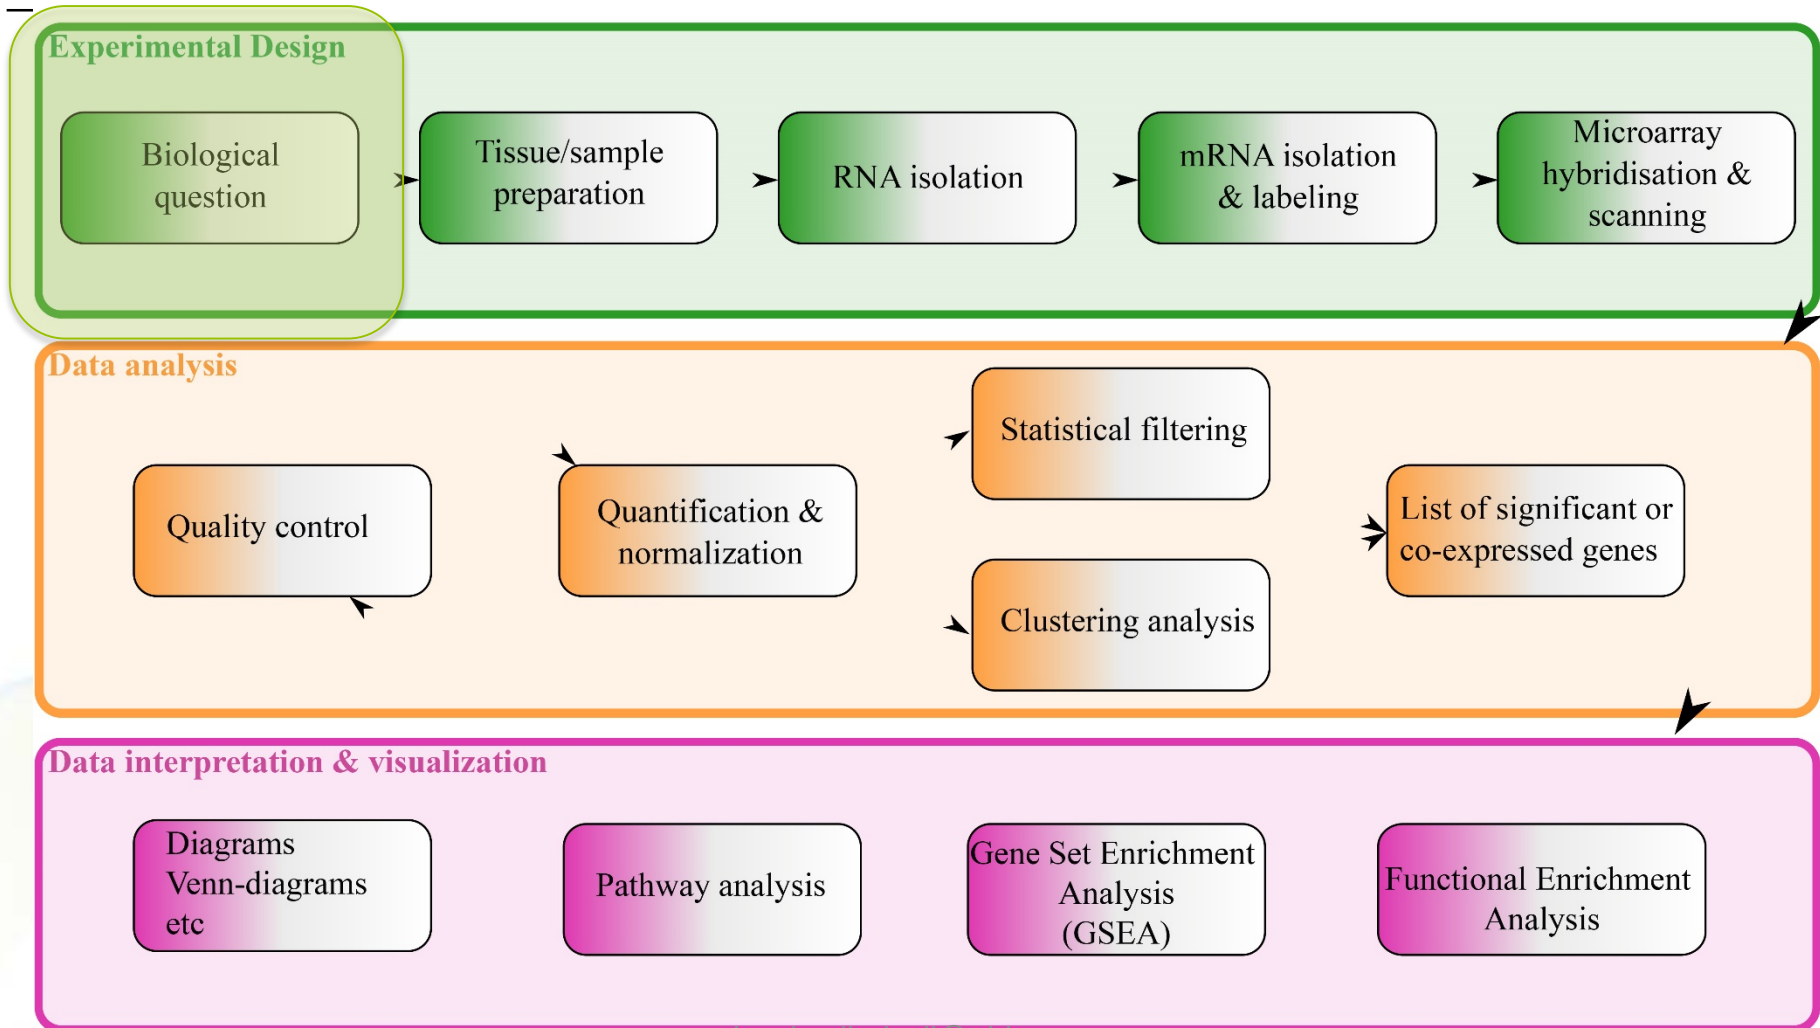 Experimental Design
Biological
question
Tissue/sample
preparation
RNA isolation
mRNA isolation
& labeling
Microarray
hybridisation &
scanning
Data analysis
Quality control
Quantification &
normalization
Statistical filtering
Clustering analysis
List of significant or
co-expressed genes
Data interpretation & visualization
Diagrams
Venn-diagrams
etc
Pathway analysis
Gene Set Enrichment
Analysis
(GSEA)
Functional Enrichment
Analysis